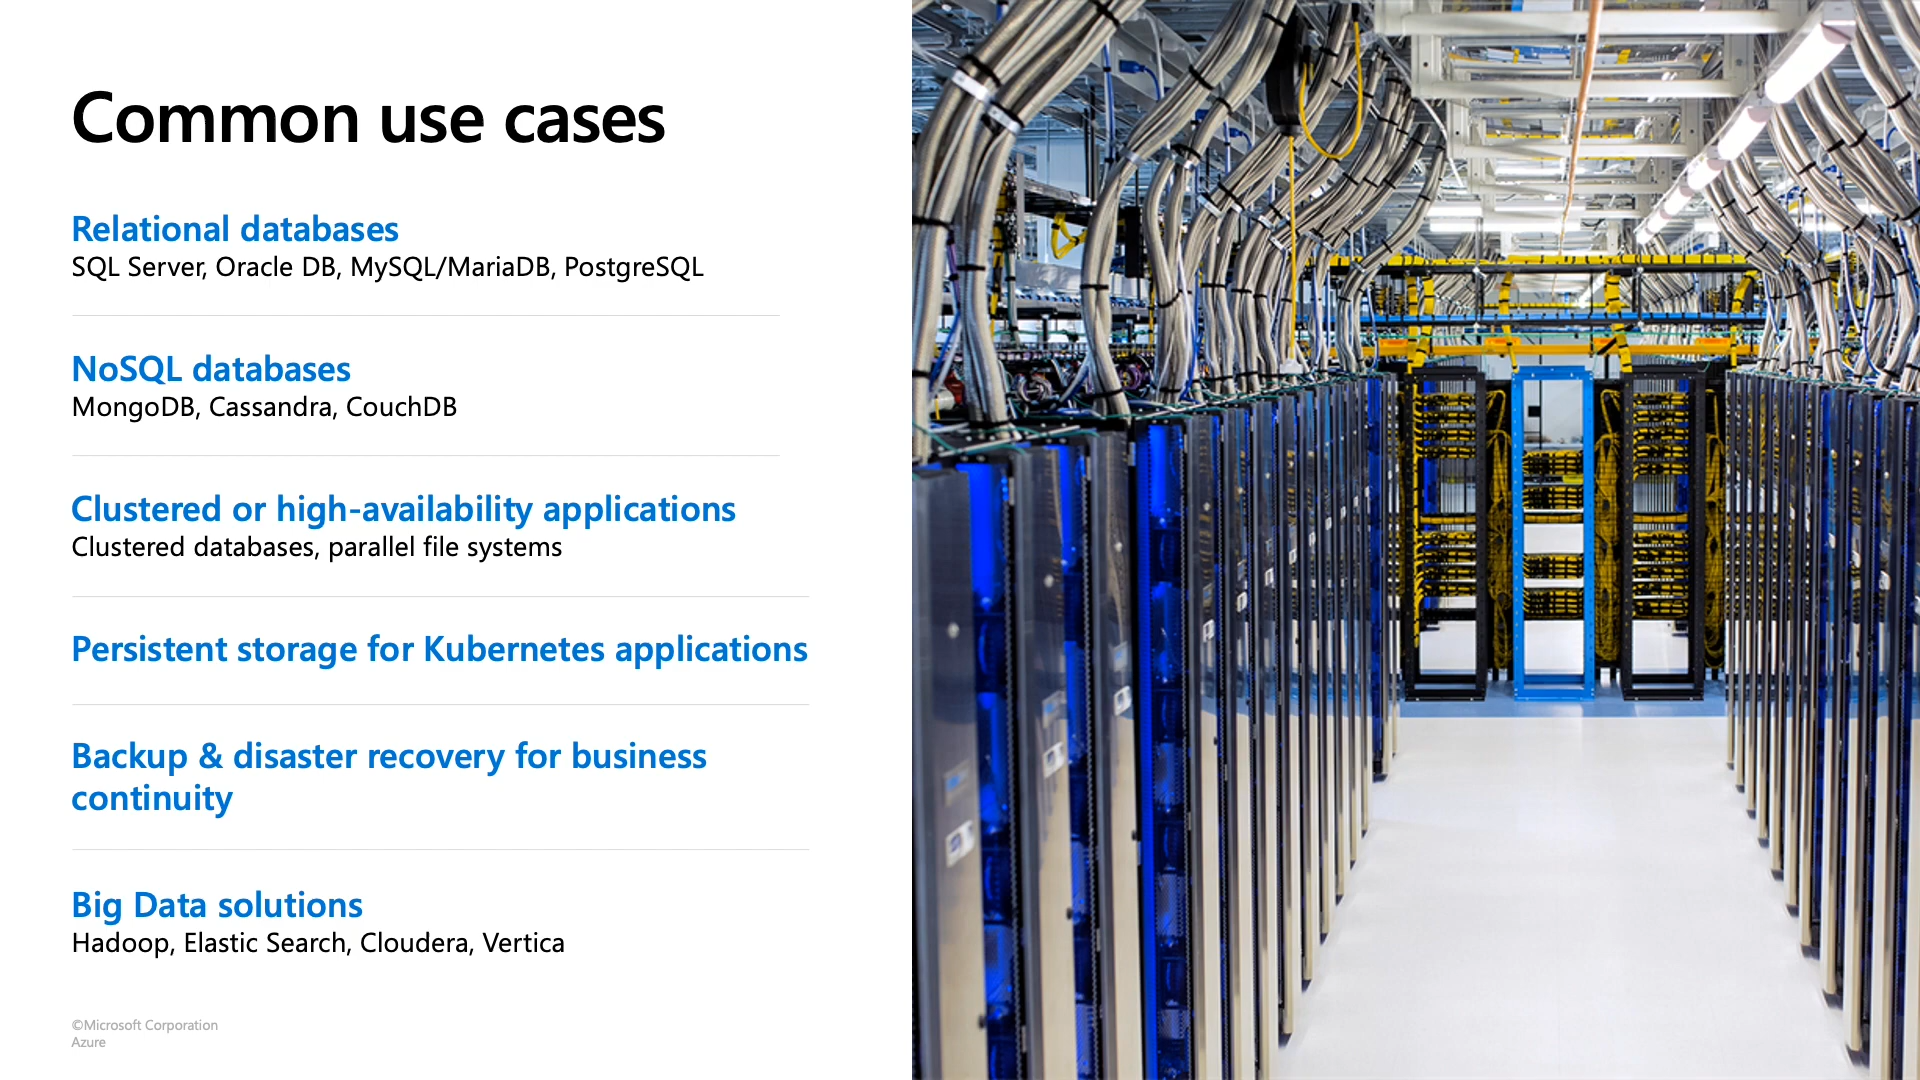 Common use cases
Relational databases
SQL Server, Oracle DB, MySQL/MariaDB, PostgreSQL
NoSQL databases
MongoDB, Cassandra, CouchDB
Clustered or high-availability applications
Clustered databases, parallel file systems
Persistent storage for Kubernetes applications
Backup & disaster recovery for business
continuity
Big Data solutions
Hadoop, Elastic Search, Cloudera, Vertica
©Microsoft Corporation
Azure